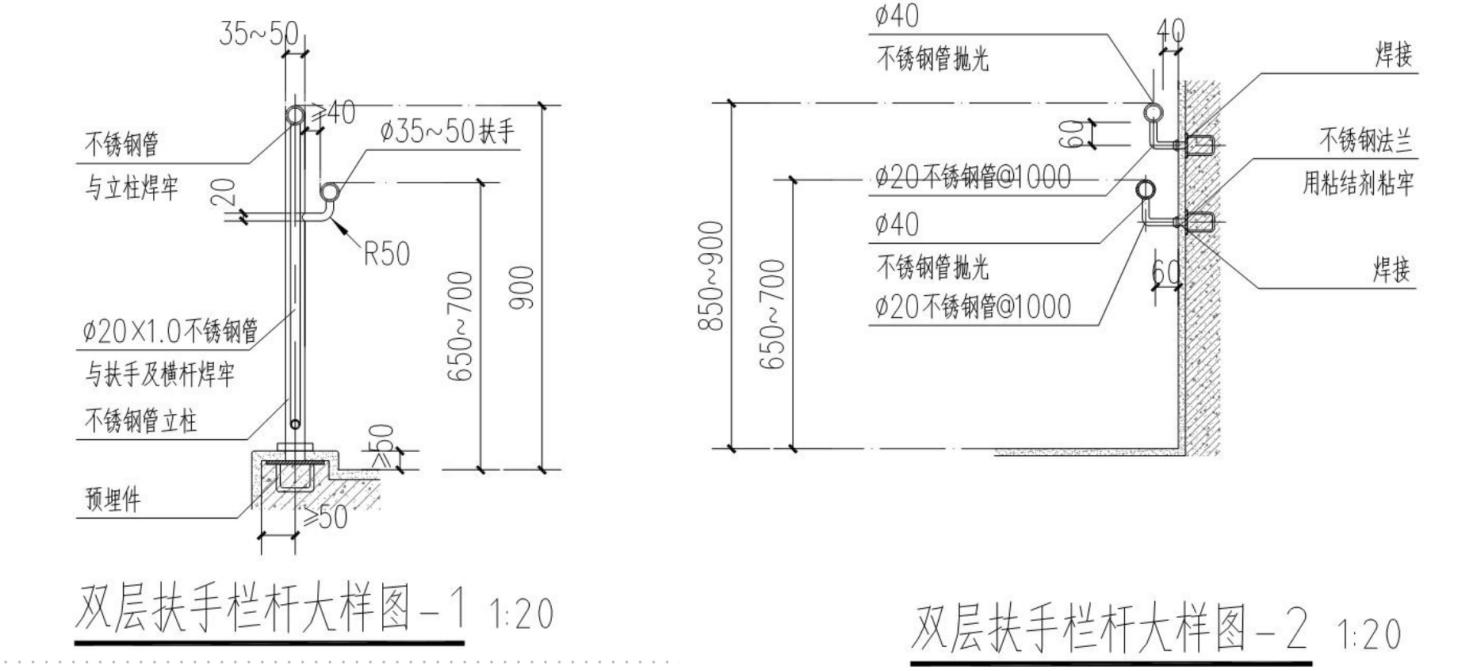 35~50
≥40
不锈钢管
与立柱焊牢
ø35~50扶手
20
R50
650~700
900
ø20X1.0不锈钢管
与扶手及横杆焊牢
不锈钢管立柱
≥50
预埋件
≥50
双层扶手栏杆大样图-1 1:20
ø40
不锈钢管抛光
40
焊接
60
不锈钢法兰
用粘结剂粘牢
ø20不锈钢管@1000
ø40
不锈钢管抛光
60
焊接
ø20不锈钢管@1000
850~900
650~700
双层扶手栏杆大样图-2 1:20